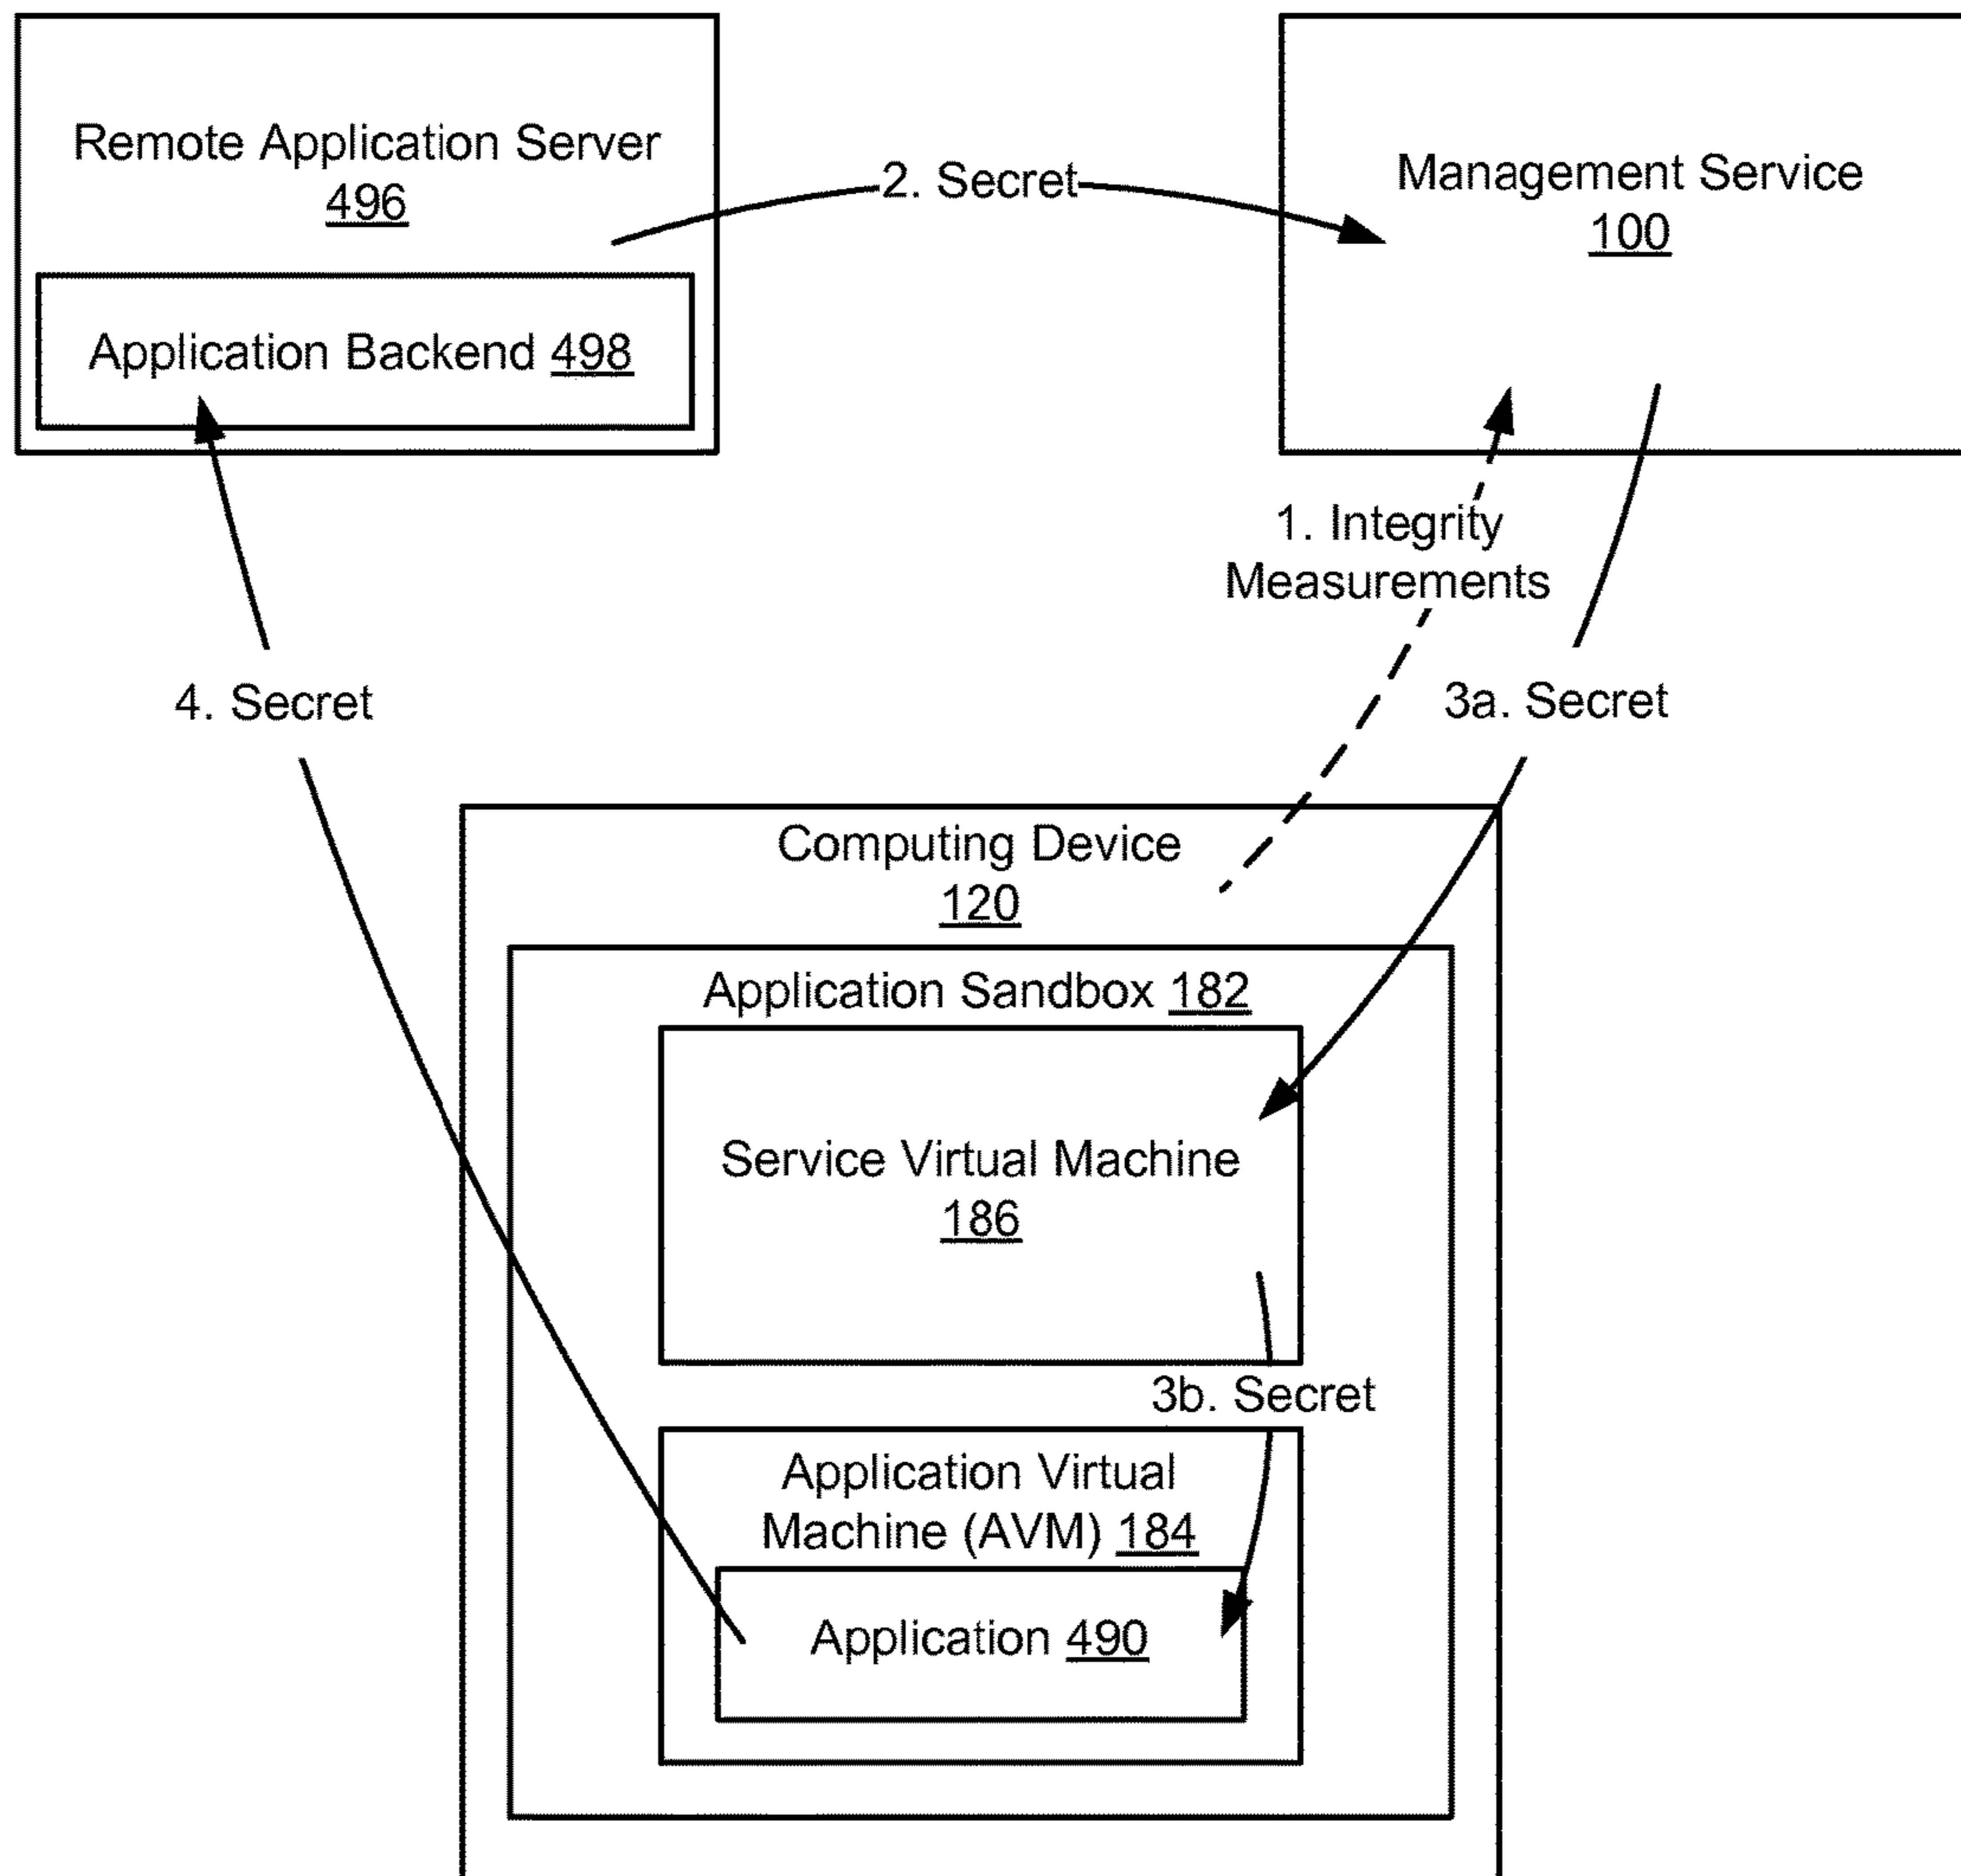 Remote Application Server
496
Application Backend 498
2. Secret
Management Service
100
1. Integrity
Measurements
3a. Secret
4. Secret
Computing Device
120
Application Sandbox 182
Service Virtual Machine
186
3b. Secret
Application Virtual
Machine (AVM) 184
Application 490